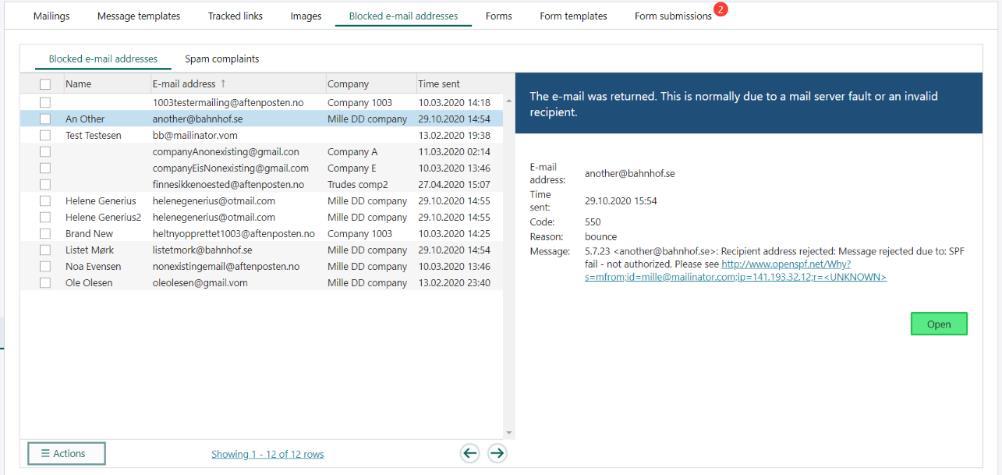 Mailings Message templates Tracked links Images Blocked e-mail addresses Forms Form templates Form submissions 2
Blocked e-mail addresses Spam complaints
Name E-mail address ↑ Company Time sent
1003testermailing@aftenposten.no Company 1003 10.03.2020 14:18
An Other another@bahnhof.se Mille DD company 29.10.2020 14:54
Test Testesen bb@mailinator.vom 13.02.2020 19:38
companyAnonexisting@gmail.con Company A 11.03.2020 02:14
companyEisNonexisting@gmail.com Company E 10.03.2020 13:46
finnesikkenoested@aftenposten.no Trudes comp2 27.04.2020 15:07
Helene Generius helenegenerius@otmail.com Mille DD company 29.10.2020 14:55
Helene Generius2 helenegenerius@otmail.com Mille DD company 29.10.2020 14:55
Brand New heltnyopprettet1003@aftenposten.no Company 1003 10.03.2020 14:25
Listet Mørk listetmork@bahnhof.se Mille DD company 29.10.2020 14:54
Noa Evensen nonexistingemail@aftenposten.no Mille DD company 10.03.2020 13:46
Ole Olesen oleolesen@gmail.vom Mille DD company 13.02.2020 23:40
Actions
Showing 1 - 12 of 12 rows
The e-mail was returned. This is normally due to a mail server fault or an invalid
recipient.
E-mail
address: another@bahnhof.se
Time
sent: 29.10.2020 15:54
Code: 550
Reason: bounce
Message: 5.7.23 <another@bahnhof.se>: Recipient address rejected: Message rejected due to: SPF
fail - not authorized. Please see http://www.openspf.net/Why?
s=mfrom;id=mille@mailinator.com;ip=141.193.32.12;r=<UNKNOWN>
Open